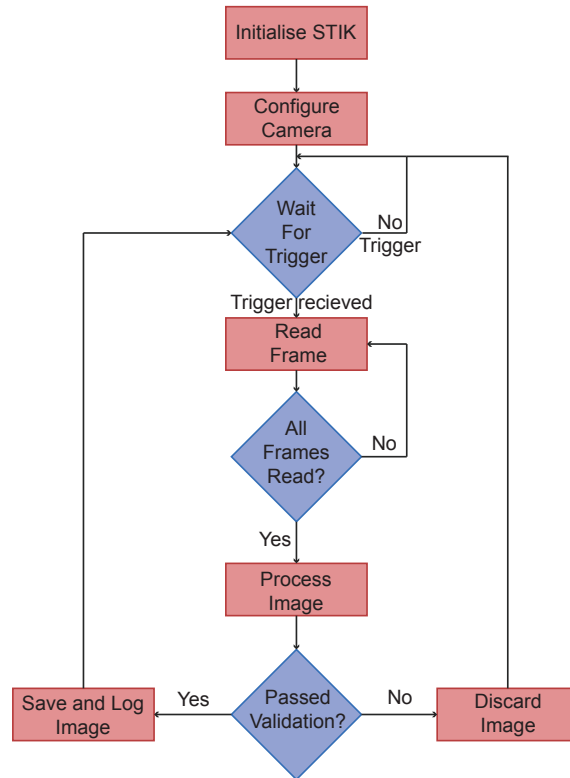 Initialise STIK
Configure
Camera
Wait
For
Trigger
No
Trigger
Trigger recieved
Read
Frame
All
Frames
Read?
No
Yes
Process
Image
Save and Log
Image
Yes
Passed
Validation?
No
Discard
Image